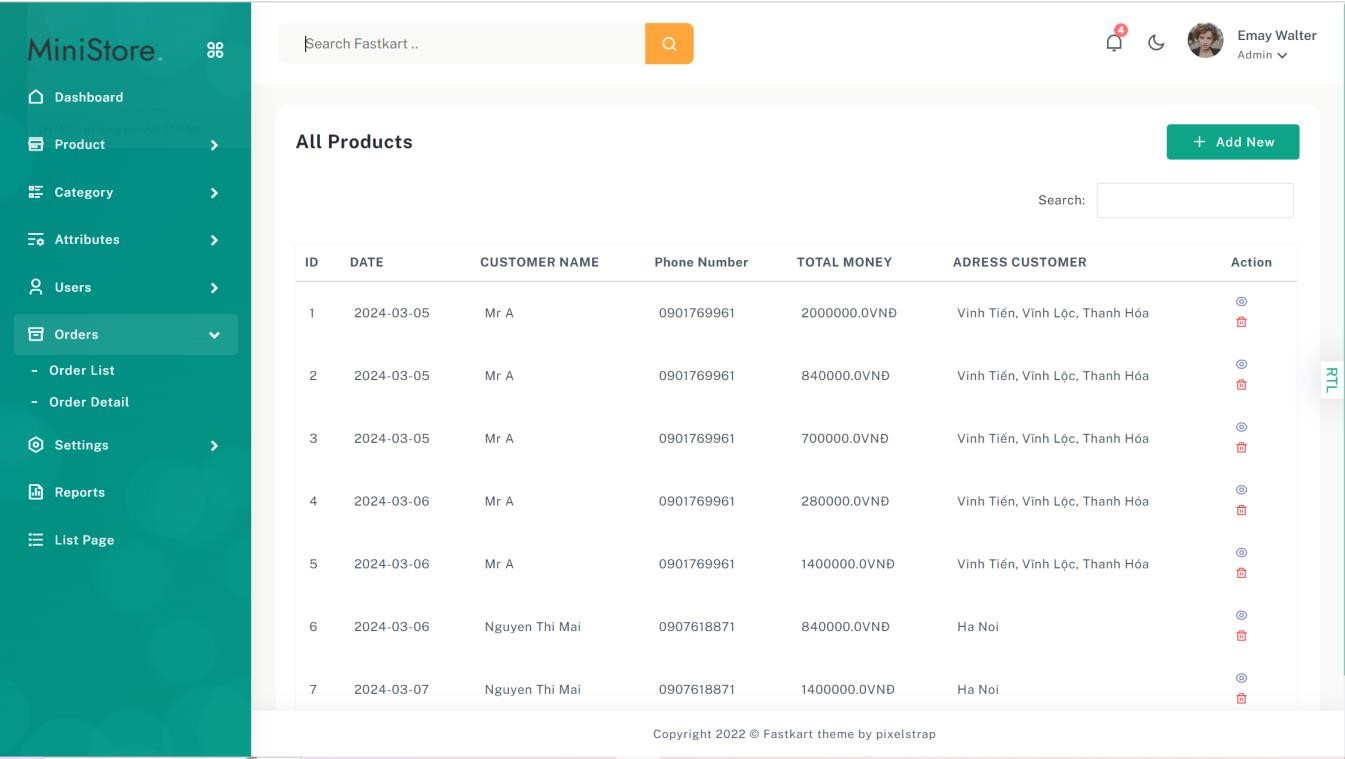 MiniStore.
Dashboard
Product
Category
Attributes
Users
Orders
- Order List
- Order Detail
Settings
Reports
List Page
Search Fastkart ..
4
Emay Walter
Admin
All Products
+ Add New
Search:
ID DATE CUSTOMER NAME Phone Number TOTAL MONEY ADRESS CUSTOMER Action
1 2024-03-05 Mr A 0901769961 2000000.0VNĐ Vinh Tiến, Vĩnh Lộc, Thanh Hóa
2 2024-03-05 Mr A 0901769961 840000.0VNĐ Vinh Tiến, Vĩnh Lộc, Thanh Hóa
3 2024-03-05 Mr A 0901769961 700000.0VNĐ Vinh Tiến, Vĩnh Lộc, Thanh Hóa
4 2024-03-06 Mr A 0901769961 280000.0VNĐ Vinh Tiến, Vĩnh Lộc, Thanh Hóa
5 2024-03-06 Mr A 0901769961 1400000.0VNĐ Vinh Tiến, Vĩnh Lộc, Thanh Hóa
6 2024-03-06 Nguyen Thi Mai 0907618871 840000.0VNĐ Ha Noi
7 2024-03-07 Nguyen Thi Mai 0907618871 1400000.0VNĐ Ha Noi
RTL
Copyright 2022 © Fastkart theme by pixelstrap